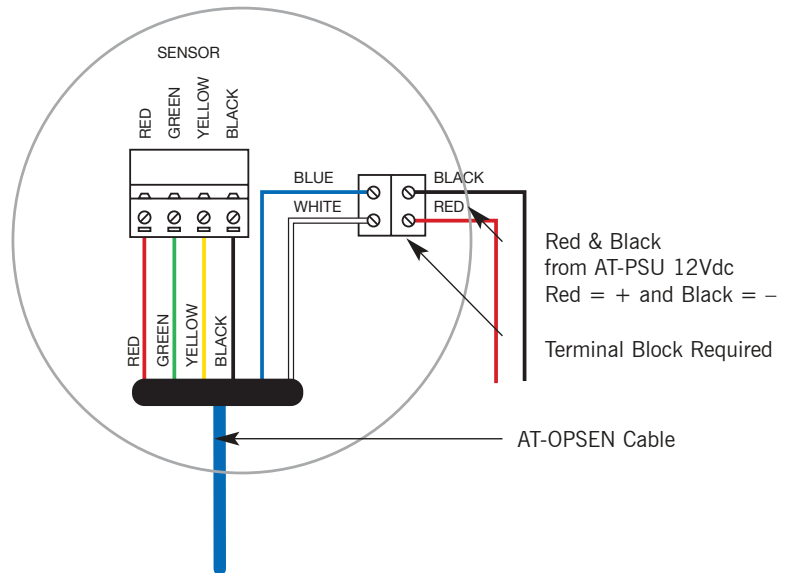 SENSOR
RED
GREEN
YELLOW
BLACK
BLUE
BLACK
WHITE
RED
Red & Black
from AT-PSU 12Vdc
Red = + and Black = –
Terminal Block Required
RED
GREEN
YELLOW
BLACK
AT-OPSEN Cable